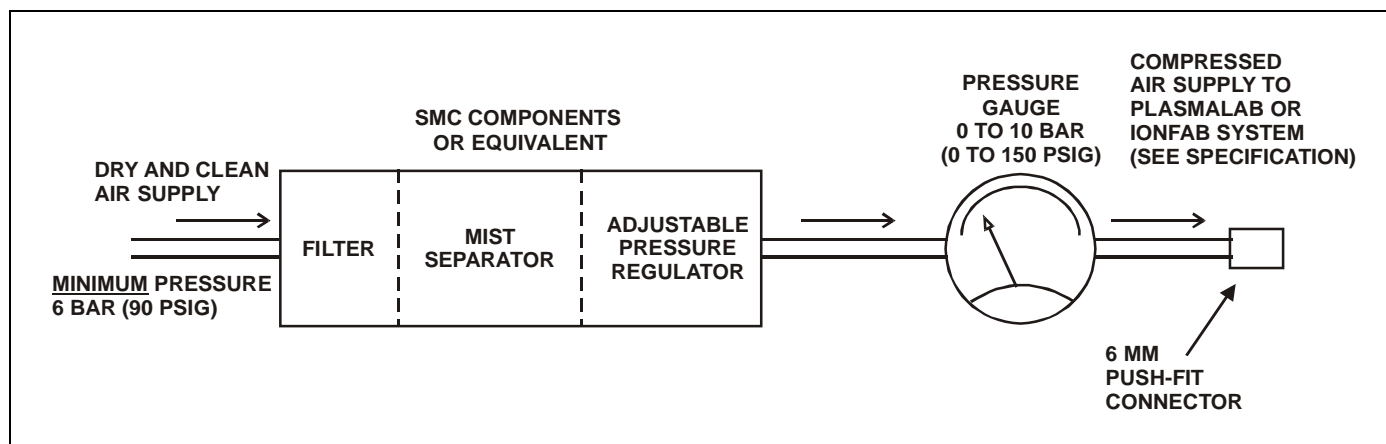 DRY AND CLEAN
AIR SUPPLY
MINIMUM PRESSURE
6 BAR (90 PSIG)
SMC COMPONENTS
OR EQUIVALENT
FILTER
MIST
SEPARATOR
ADJUSTABLE
PRESSURE
REGULATOR
PRESSURE
GAUGE
0 TO 10 BAR
(0 TO 150 PSIG)
COMPRESSED
AIR SUPPLY TO
PLASMALAB OR
IONFAB SYSTEM
(SEE SPECIFICATION)
6 MM
PUSH-FIT
CONNECTOR